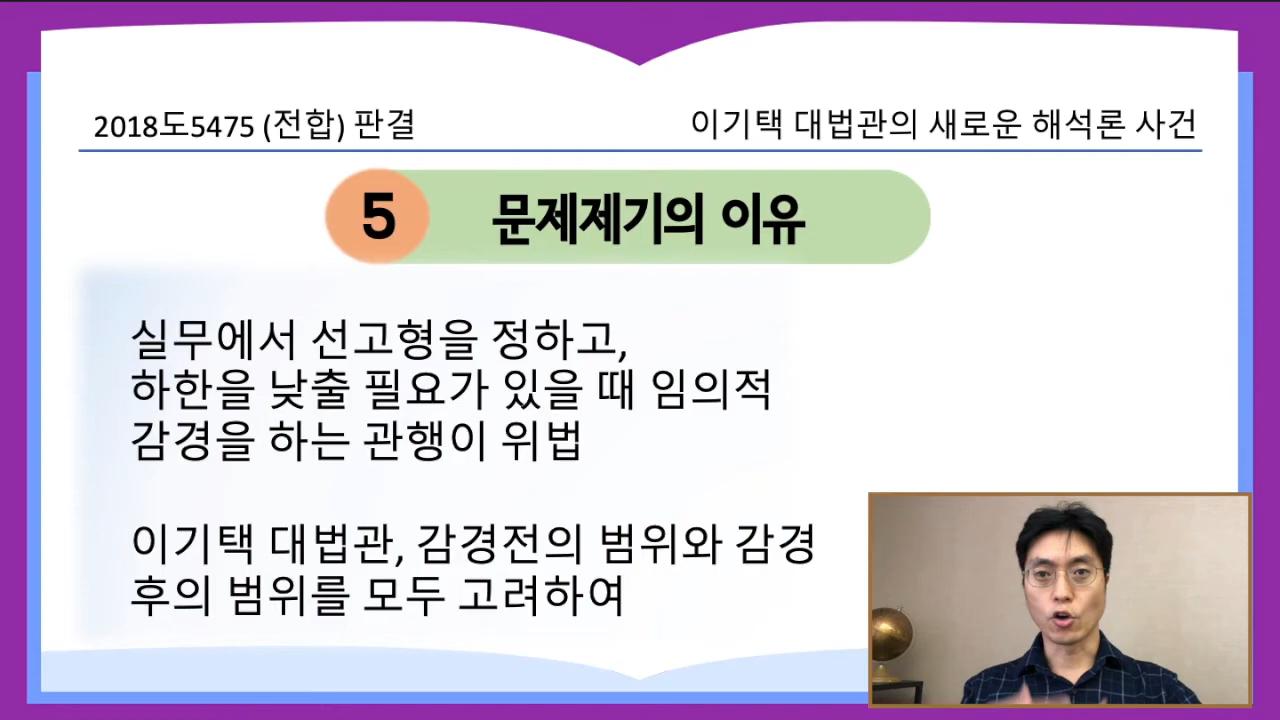 2018도5475 (전합) 판결
이기택 대법관의 새로운 해석론 사건
5
문제제기의 이유
실무에서 선고형을 정하고,
하한을 낮출 필요가 있을 때 임의적
감경을 하는 관행이 위법
이기택 대법관, 감경전의 범위와 감경
후의 범위를 모두 고려하여